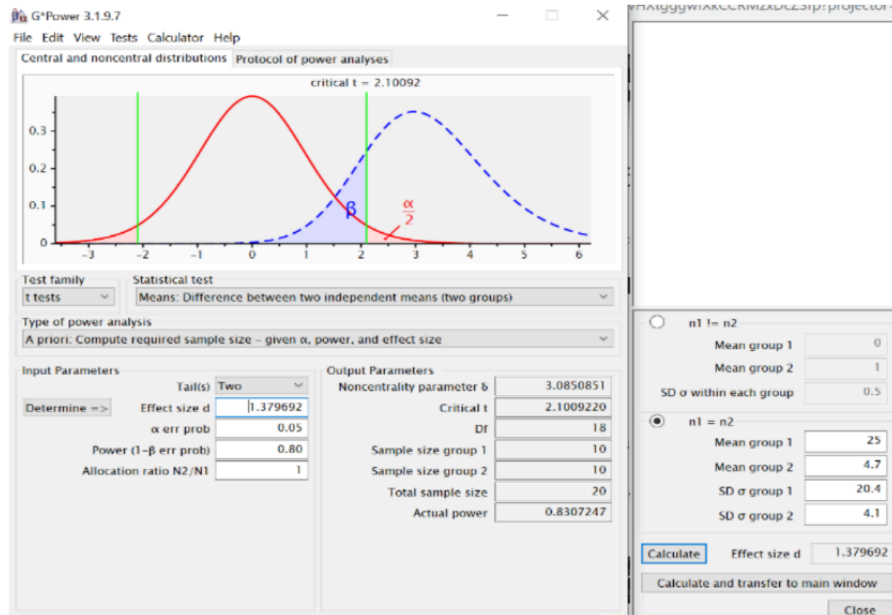 G*Power 3.1.9.7
File Edit View Tests Calculator Help
Central and noncentral distributions Protocol of power analyses
critical t = 2.10092
0.3
0.2
0.1
0
β
α
2
-3 -2 -1 0 1 2 3 4 5 6
Test family
t tests
Statistical test
Means: Difference between two independent means (two groups)
Type of power analysis
A priori: Compute required sample size – given α, power, and effect size
Input Parameters
Tail(s) Two
Determine => Effect size d 1.379692
α err prob 0.05
Power (1-β err prob) 0.80
Allocation ratio N2/N1 1
Output Parameters
Noncentrality parameter δ 3.0850851
Critical t 2.1009220
Df 18
Sample size group 1 10
Sample size group 2 10
Total sample size 20
Actual power 0.8307247
n1 != n2
Mean group 1 0
Mean group 2 1
SD σ within each group 0.5
n1 = n2
Mean group 1 25
Mean group 2 4.7
SD σ group 1 20.4
SD σ group 2 4.1
Calculate Effect size d 1.379692
Calculate and transfer to main window
Close